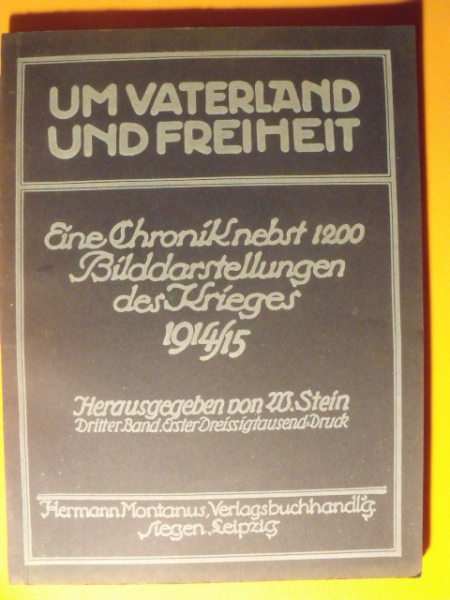 UM VATERLAND
UND FREIHEIT
Eine Chronik nebst 1200
Bilddarstellungen
des Krieges
1914/15
Herausgegeben von W. Stein
Dritter Band. Erster Dreissigtausend-Druck
Hermann Montanus, Verlagsbuchhandl'g.
Siegen. Leipzig